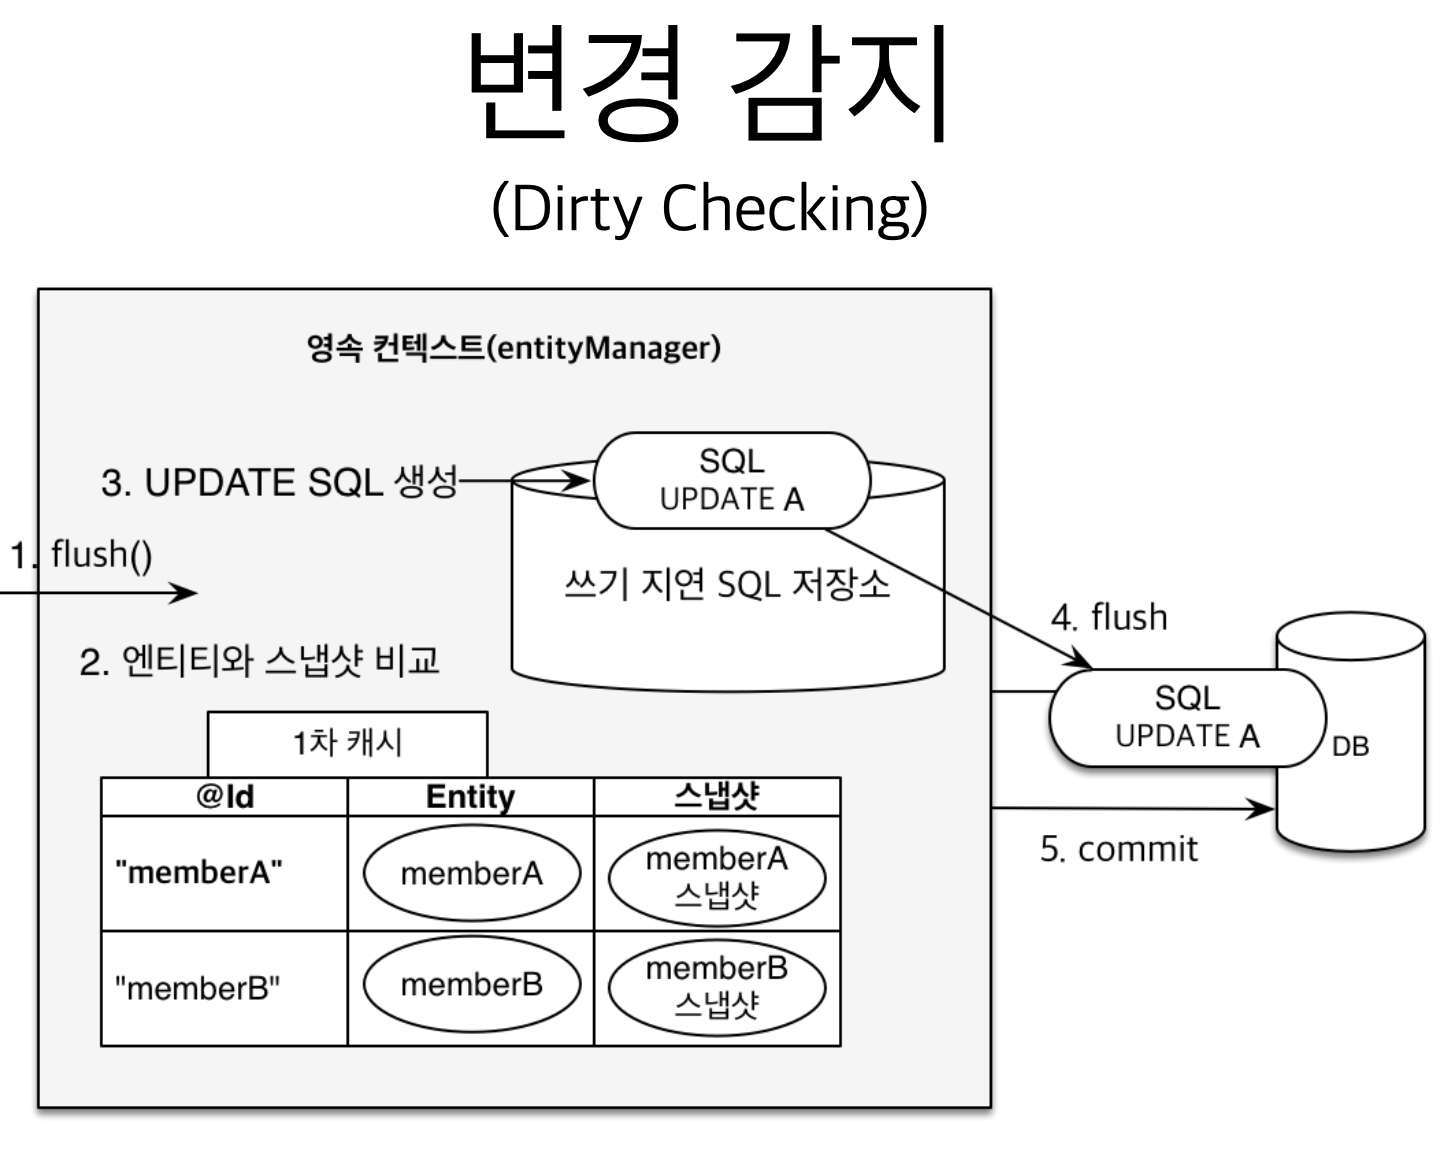 변경 감지
(Dirty Checking)
영속 컨텍스트(entityManager)
3. UPDATE SQL 생성
SQL
UPDATE A
1. flush()
쓰기 지연 SQL 저장소
2. 엔티티와 스냅샷 비교
4. flush
SQL
UPDATE A
DB
5. commit
1차 캐시
@Id Entity 스냅샷
"memberA" memberA memberA
스냅샷
"memberB" memberB memberB
스냅샷